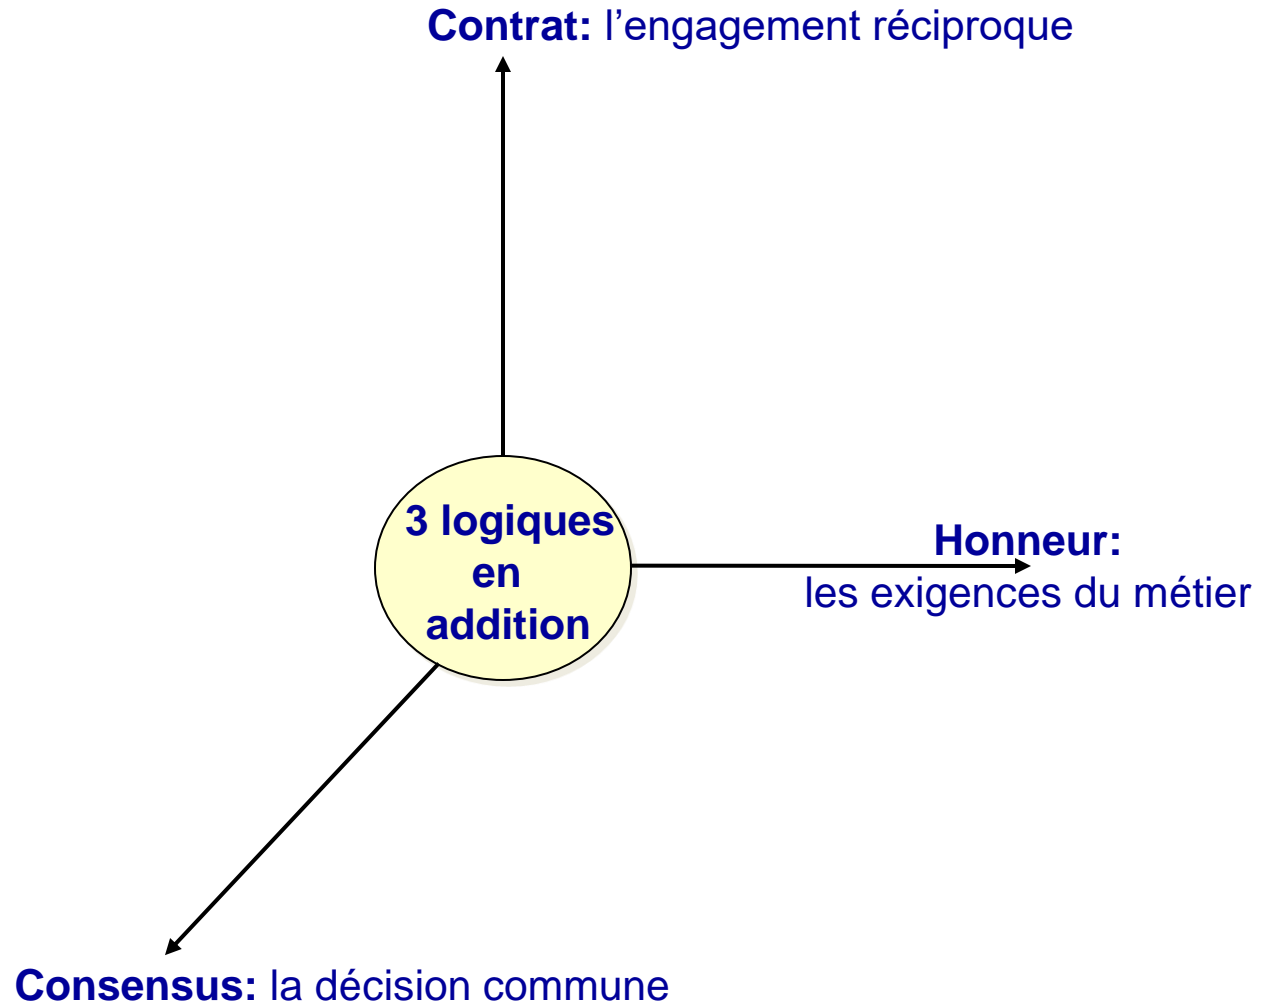 Contrat: l’engagement réciproque
3 logiques
en
addition
Honneur:
les exigences du métier
Consensus: la décision commune